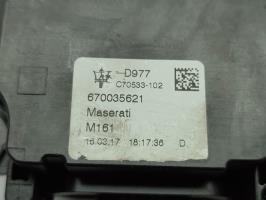 D977
C70533-102
670035621
Maserati
M161
16.03.17 18:17:36 D